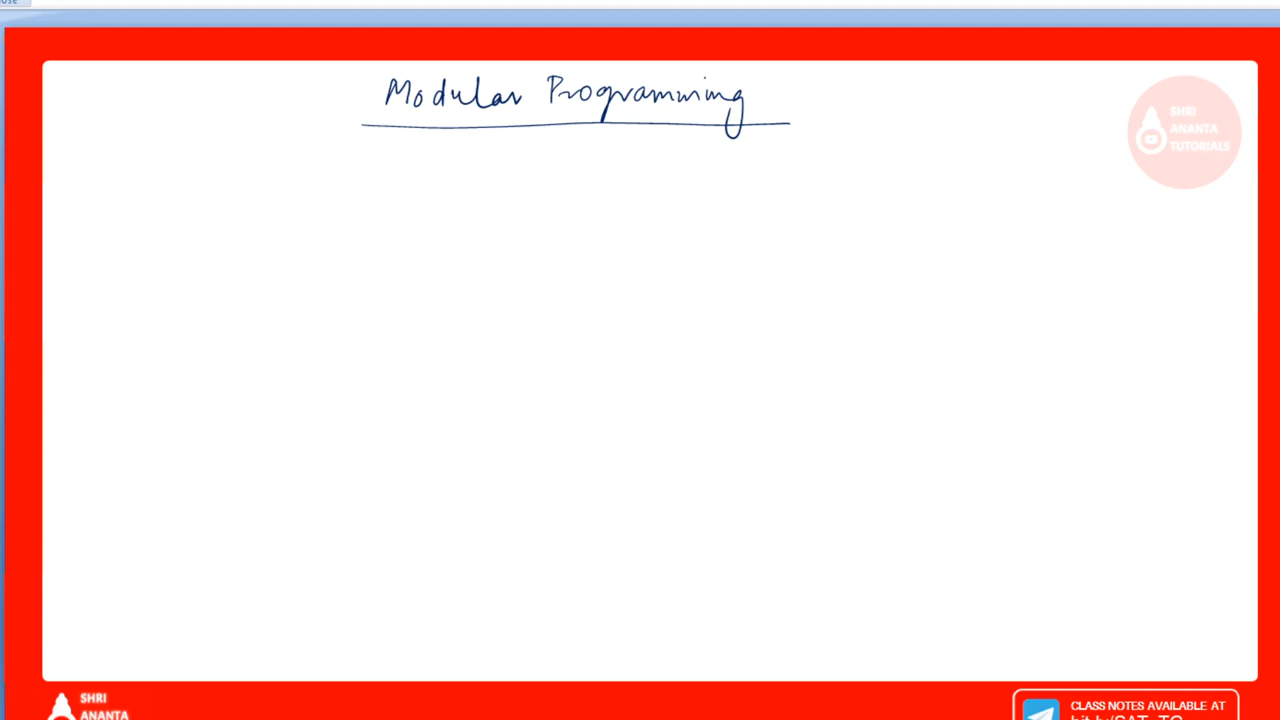 Modular Programming
SHRI
ANANTA
TUTORIALS
SHRI
ANANTA
CLASS NOTES AVAILABLE AT